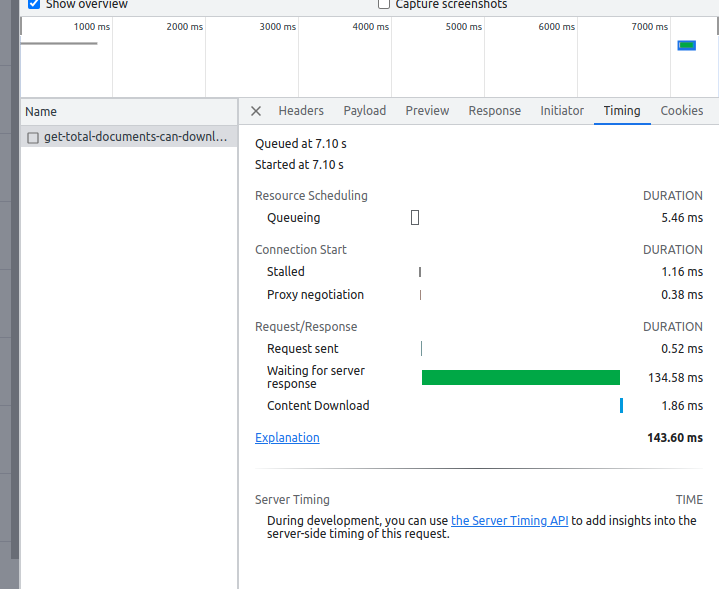 Show overview
Capture screenshots
1000 ms
2000 ms
3000 ms
4000 ms
5000 ms
6000 ms
7000 ms
Name
Headers
Payload
Preview
Response
Initiator
Timing
Cookies
get-total-documents-can-downl...
Queued at 7.10 s
Started at 7.10 s
Resource Scheduling
DURATION
Queueing
5.46 ms
Connection Start
DURATION
Stalled
1.16 ms
Proxy negotiation
0.38 ms
Request/Response
DURATION
Request sent
0.52 ms
Waiting for server
response
134.58 ms
Content Download
1.86 ms
Explanation
143.60 ms
Server Timing
TIME
During development, you can use the Server Timing API to add insights into the
server-side timing of this request.